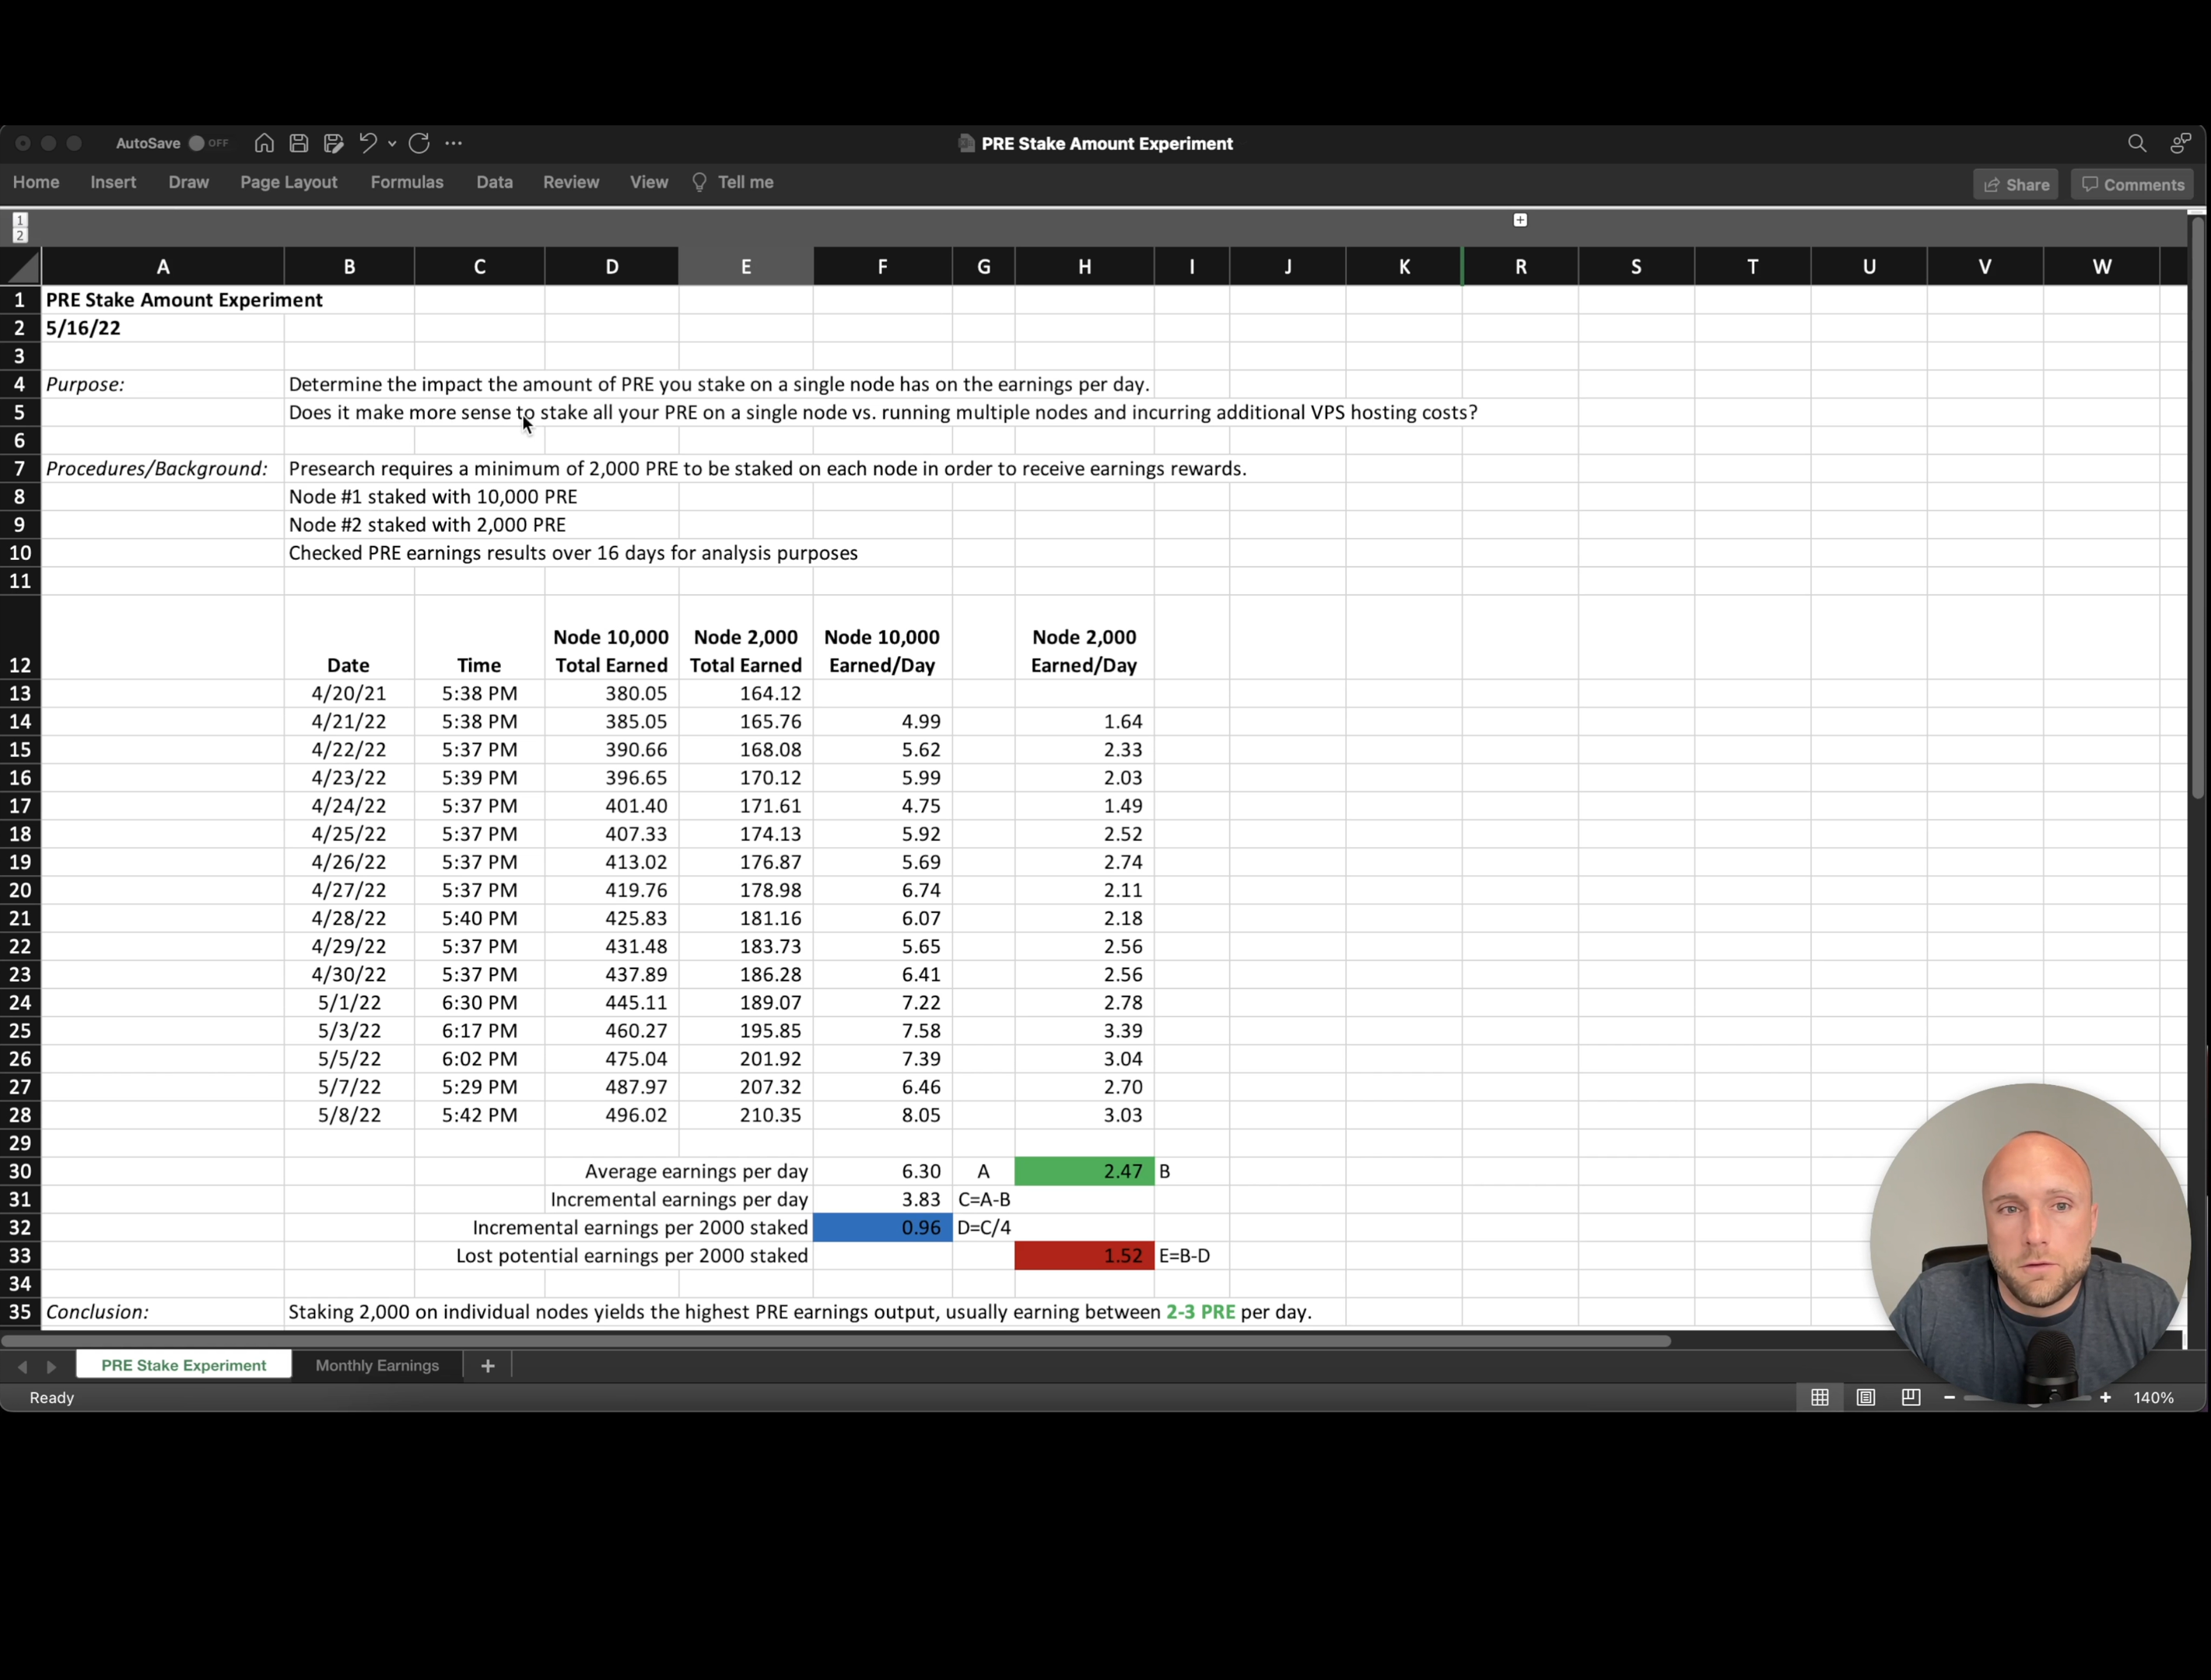 AutoSave OFF
PRE Stake Amount Experiment
Home Insert Draw Page Layout Formulas Data Review View Tell me Share Comments
1
2
A B C D E F G H I J K R S T U V W
1 PRE Stake Amount Experiment
2 5/16/22
3
4 Purpose: Determine the impact the amount of PRE you stake on a single node has on the earnings per day.
5 Does it make more sense to stake all your PRE on a single node vs. running multiple nodes and incurring additional VPS hosting costs?
6
7 Procedures/Background: Presearch requires a minimum of 2,000 PRE to be staked on each node in order to receive earnings rewards.
8 Node #1 staked with 10,000 PRE
9 Node #2 staked with 2,000 PRE
10 Checked PRE earnings results over 16 days for analysis purposes
11
Node 10,000 Node 2,000 Node 10,000 Node 2,000
12 Date Time Total Earned Total Earned Earned/Day Earned/Day
13 4/20/21 5:38 PM 380.05 164.12
14 4/21/22 5:38 PM 385.05 165.76 4.99 1.64
15 4/22/22 5:37 PM 390.66 168.08 5.62 2.33
16 4/23/22 5:39 PM 396.65 170.12 5.99 2.03
17 4/24/22 5:37 PM 401.40 171.61 4.75 1.49
18 4/25/22 5:37 PM 407.33 174.13 5.92 2.52
19 4/26/22 5:37 PM 413.02 176.87 5.69 2.74
20 4/27/22 5:37 PM 419.76 178.98 6.74 2.11
21 4/28/22 5:40 PM 425.83 181.16 6.07 2.18
22 4/29/22 5:37 PM 431.48 183.73 5.65 2.56
23 4/30/22 5:37 PM 437.89 186.28 6.41 2.56
24 5/1/22 6:30 PM 445.11 189.07 7.22 2.78
25 5/3/22 6:17 PM 460.27 195.85 7.58 3.39
26 5/5/22 6:02 PM 475.04 201.92 7.39 3.04
27 5/7/22 5:29 PM 487.97 207.32 6.46 2.70
28 5/8/22 5:42 PM 496.02 210.35 8.05 3.03
29
30 Average earnings per day 6.30 A 2.47 B
31 Incremental earnings per day 3.83 C=A-B
32 Incremental earnings per 2000 staked 0.96 D=C/4
33 Lost potential earnings per 2000 staked 1.52 E=B-D
34
35 Conclusion: Staking 2,000 on individual nodes yields the highest PRE earnings output, usually earning between 2-3 PRE per day.
PRE Stake Experiment Monthly Earnings +
Ready 140%